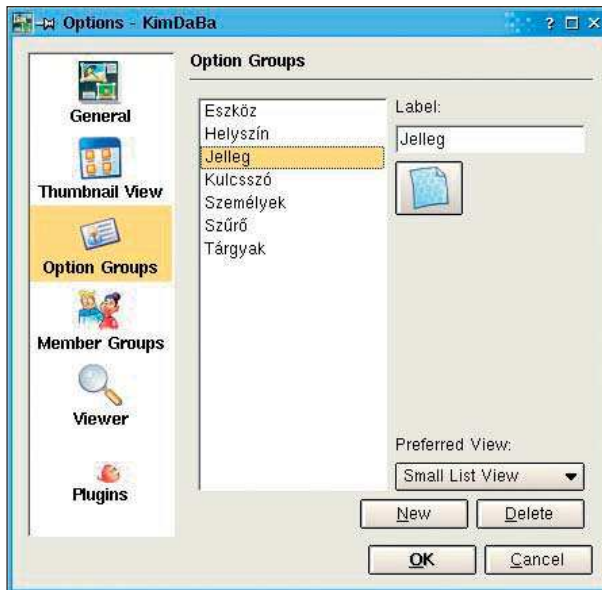 Options - KimDaBa
General
Thumbnail View
Option Groups
Member Groups
Viewer
Plugins
Option Groups
Eszköz
Helyszín
Jelleg
Kulcsszó
Személyek
Szűrő
Tárgyak
Label:
Jelleg
Preferred View:
Small List View
New Delete
OK Cancel